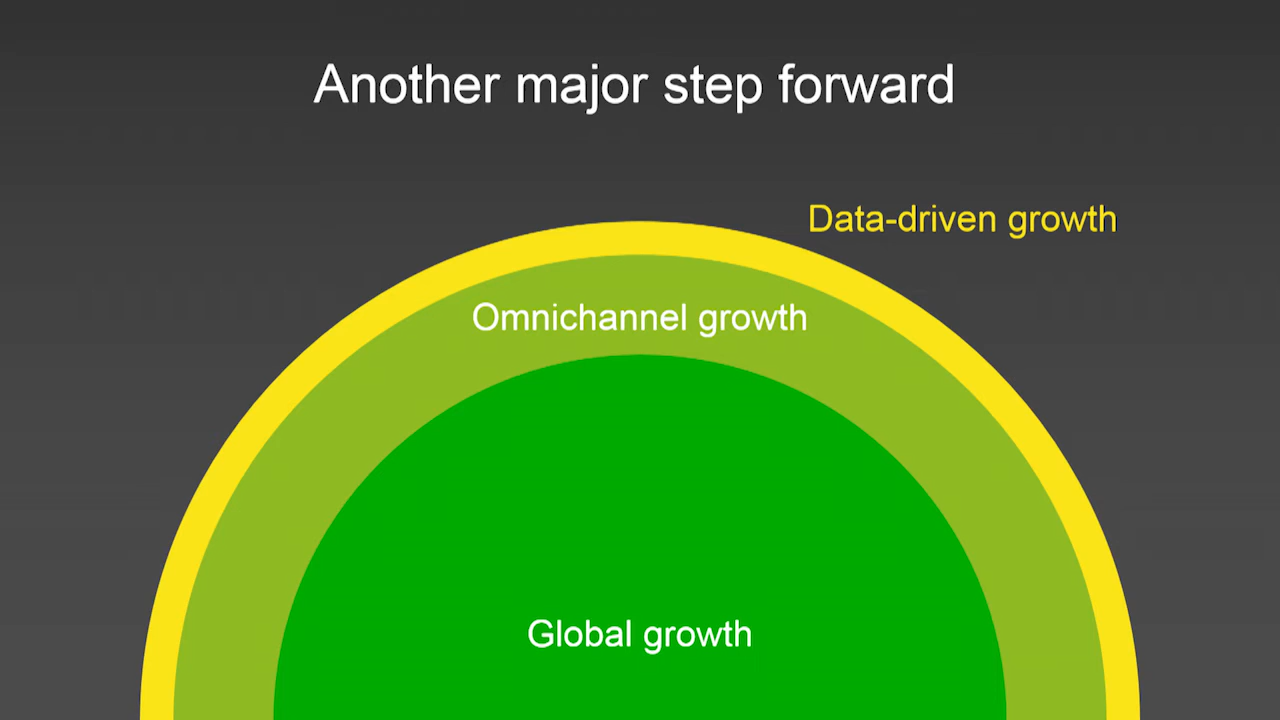 Another major step forward
Data-driven growth
Omnichannel growth
Global growth